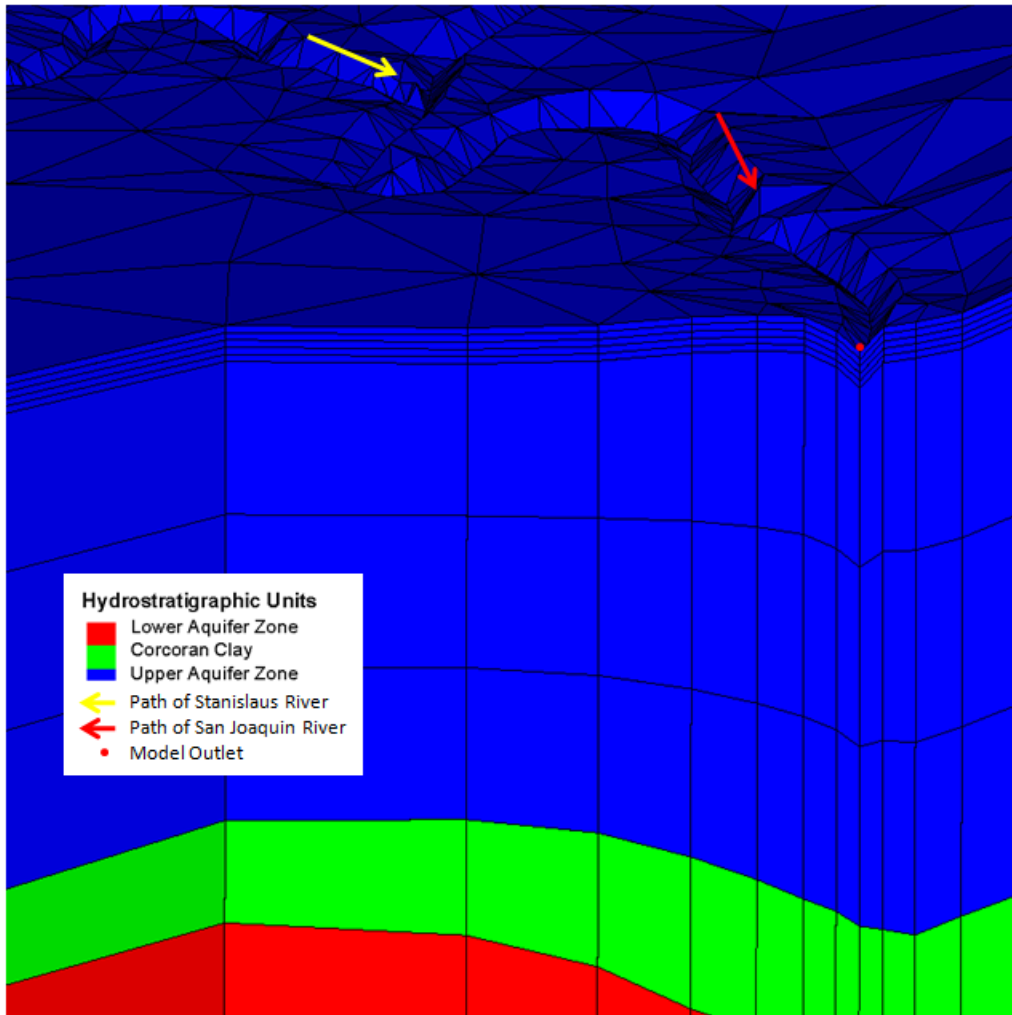 Hydrostratigraphic Units
Lower Aquifer Zone
Corcoran Clay
Upper Aquifer Zone
Path of Stanislaus River
Path of San Joaquin River
Model Outlet